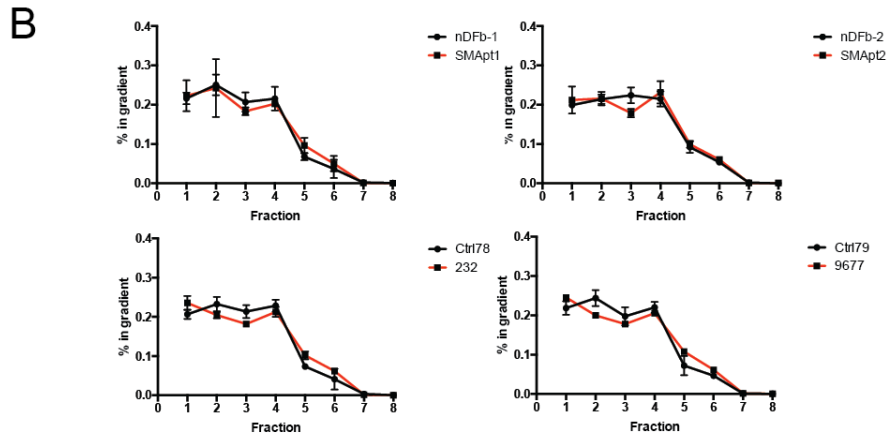 B
nDFb-1
SMApt1
% in gradient
0.4
0.3
0.2
0.1
0.0
0 1 2 3 4 5 6 7 8
Fraction
nDFb-2
SMApt2
% in gradient
0.4
0.3
0.2
0.1
0.0
0 1 2 3 4 5 6 7 8
Fraction
Ctrl78
232
% in gradient
0.4
0.3
0.2
0.1
0.0
0 1 2 3 4 5 6 7 8
Fraction
Ctrl79
9677
% in gradient
0.4
0.3
0.2
0.1
0.0
0 1 2 3 4 5 6 7 8
Fraction